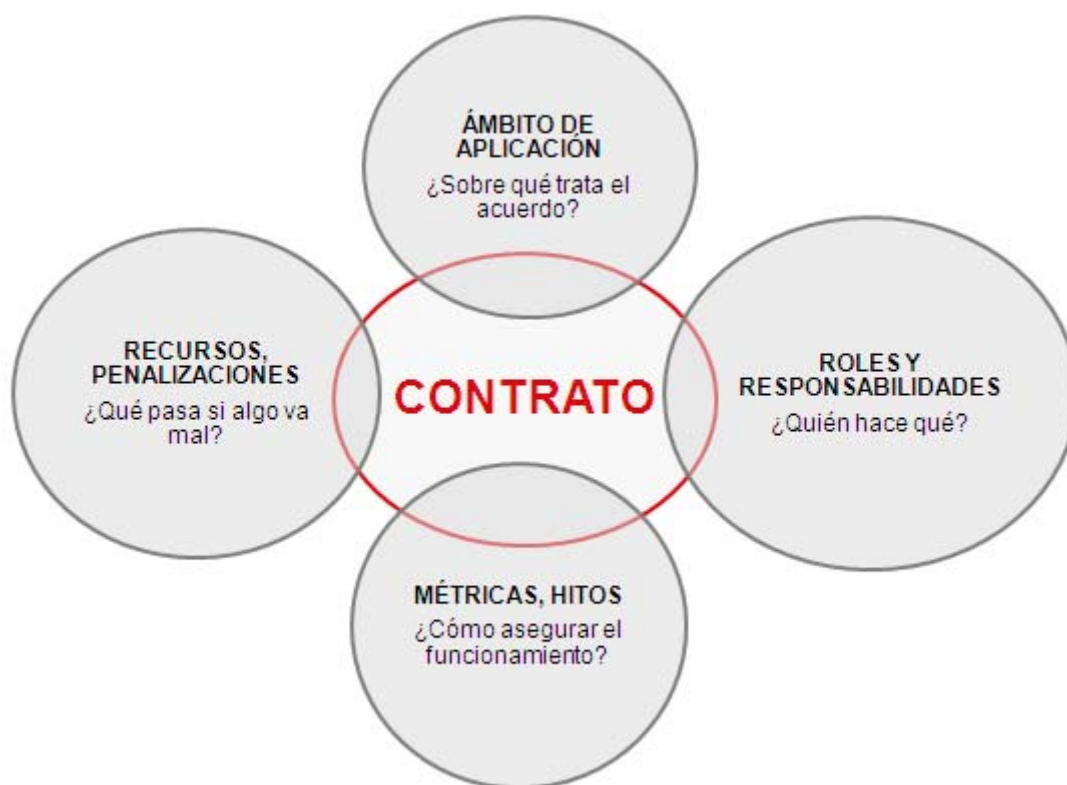 ÁMBITO DE
APLICACIÓN
¿Sobre qué trata el
acuerdo?
RECURSOS,
PENALIZACIONES
¿Qué pasa si algo va
mal?
CONTRATO
ROLES Y
RESPONSABILIDADES
¿Quién hace qué?
MÉTRICAS, HITOS
¿Cómo asegurar el
funcionamiento?